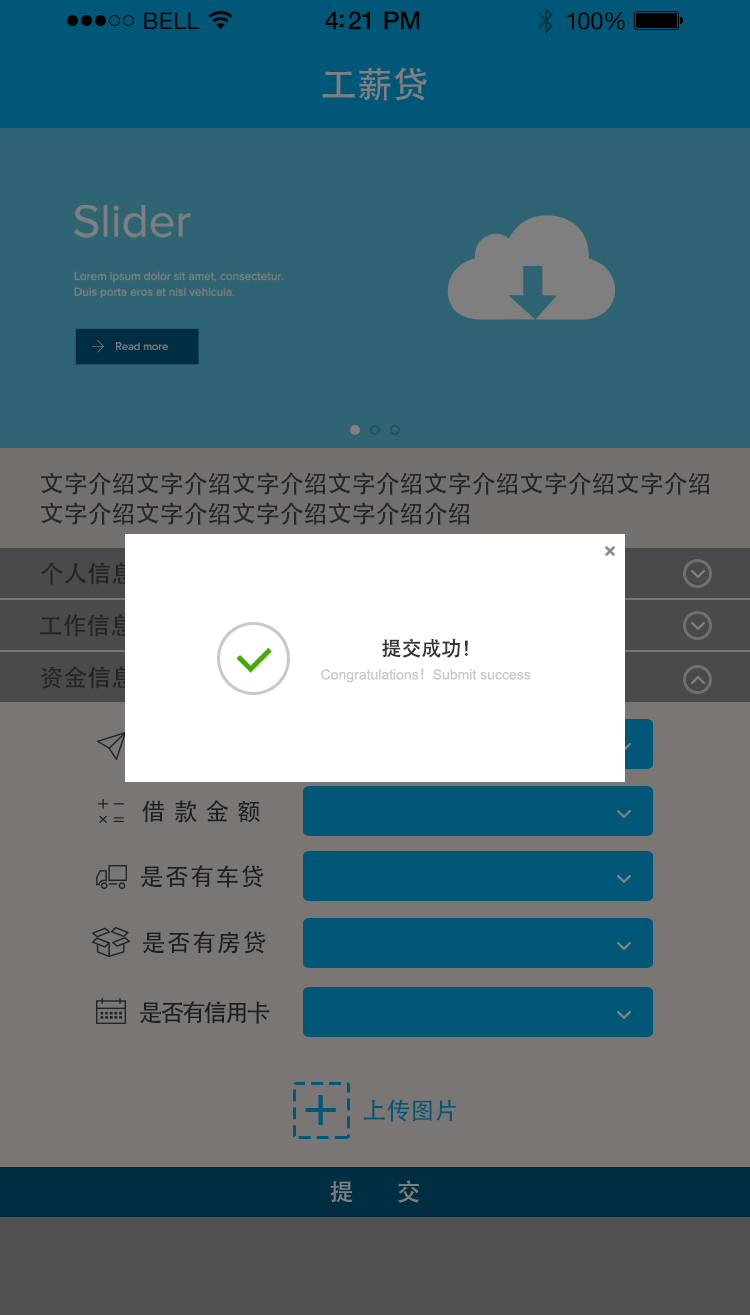 BELL 4:21 PM 100%
工薪贷
Slider
Lorem ipsum dolor sit amet, consectetur.
Duis porta eros at nisl vehicula.
Read more
文字介绍文字介绍文字介绍文字介绍文字介绍文字介绍文字介绍
文字介绍文字介绍文字介绍文字介绍介绍
个人信息
工作信息
资金信息
×
提交成功！
Congratulations！Submit success
借款金额
是否有车贷
是否有房贷
是否有信用卡
上传图片
提 交